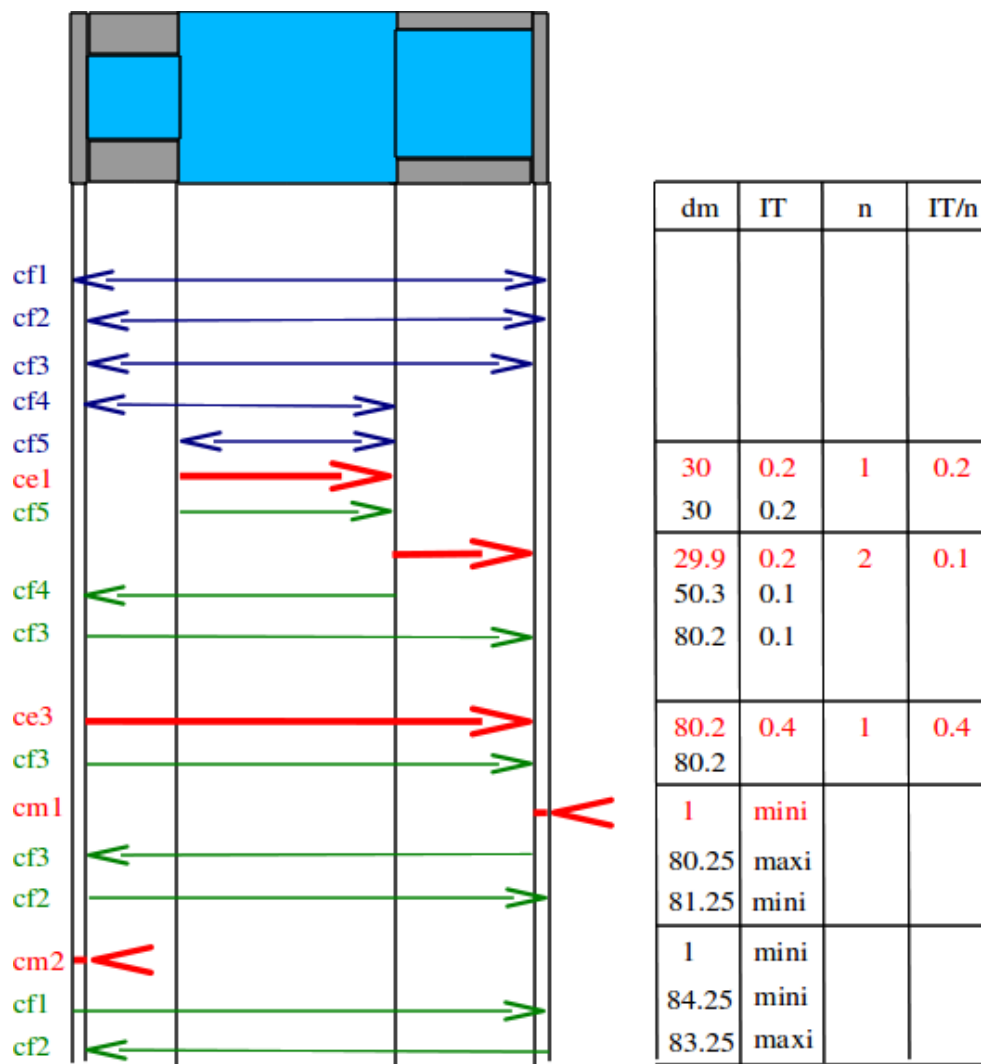 dm IT n IT/n
cf1
cf2
cf3
cf4
cf5
ce1 30 0.2 1 0.2
cf5 30 0.2
29.9 0.2 2 0.1
cf4 50.3 0.1
cf3 80.2 0.1
ce3 80.2 0.4 1 0.4
cf3 80.2
cm1 1 mini
cf3 80.25 maxi
cf2 81.25 mini
cm2 1 mini
cf1 84.25 mini
cf2 83.25 maxi